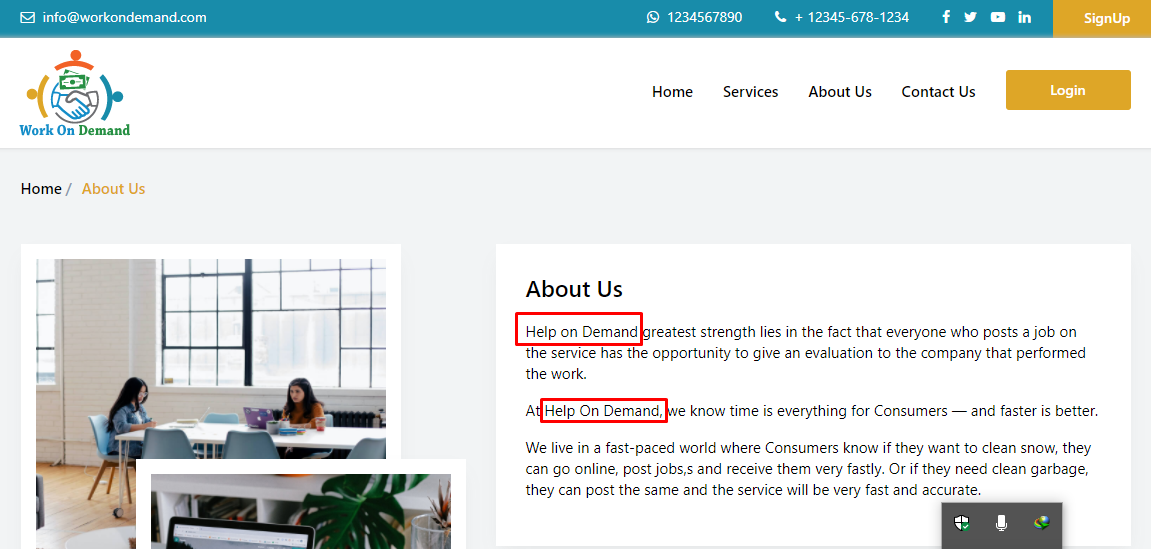 info@workondemand.com
1234567890
+ 12345-678-1234
SignUp
Work On Demand
Home
Services
About Us
Contact Us
Login
Home / About Us
About Us
Help on Demand greatest strength lies in the fact that everyone who posts a job on
the service has the opportunity to give an evaluation to the company that performed
the work.
At Help On Demand, we know time is everything for Consumers — and faster is better.
We live in a fast-paced world where Consumers know if they want to clean snow, they
can go online, post jobs,s and receive them very fastly. Or if they need clean garbage,
they can post the same and the service will be very fast and accurate.